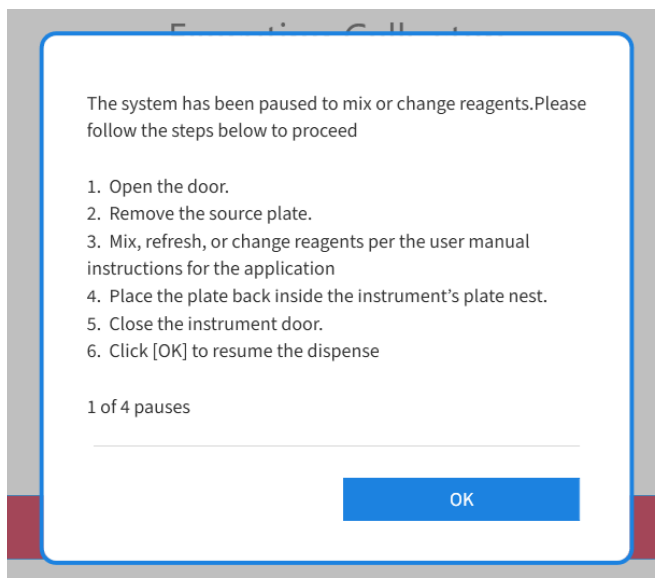 The system has been paused to mix or change reagents.Please
follow the steps below to proceed
1. Open the door.
2. Remove the source plate.
3. Mix, refresh, or change reagents per the user manual
instructions for the application
4. Place the plate back inside the instrument’s plate nest.
5. Close the instrument door.
6. Click [OK] to resume the dispense
1 of 4 pauses
OK